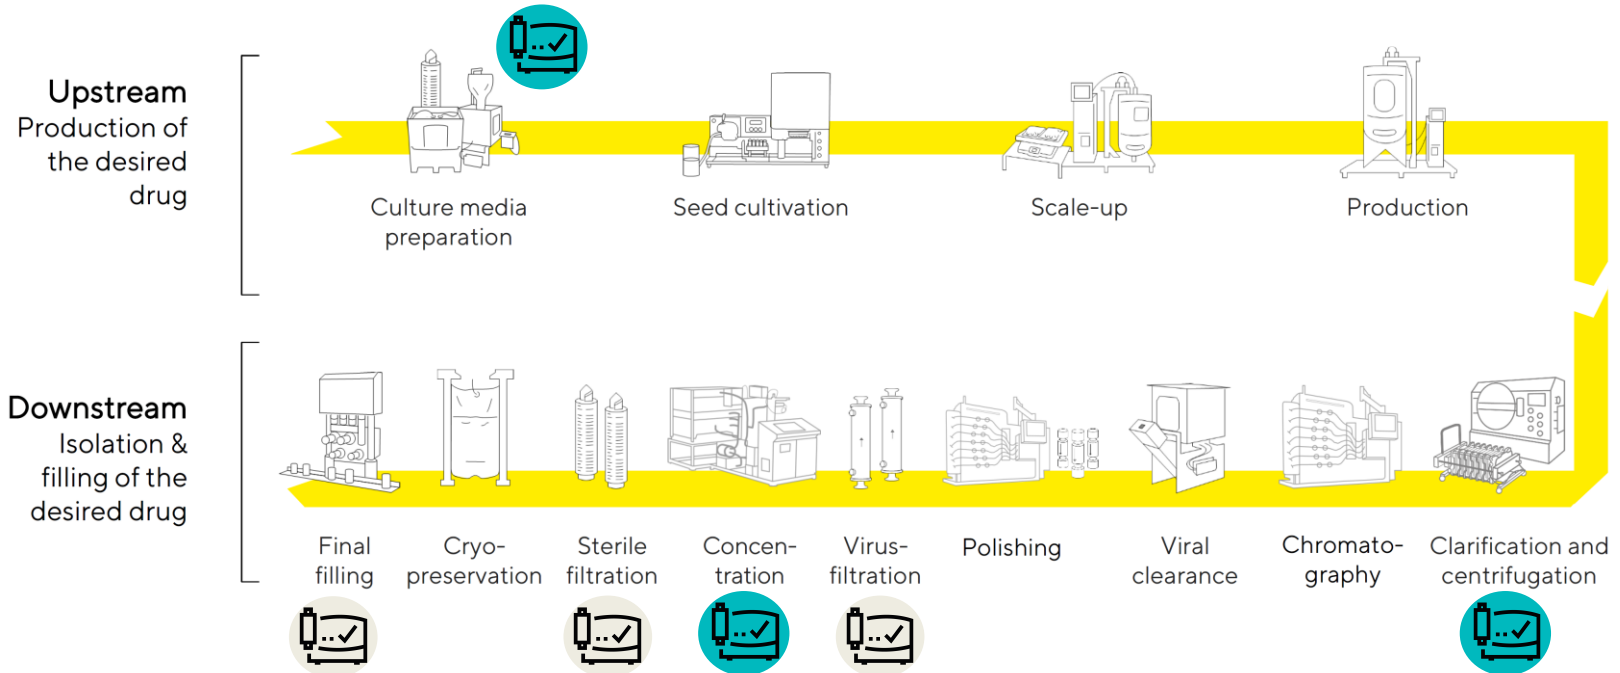 Upstream
Production of
the desired
drug
Culture media
preparation
Seed cultivation
Scale-up
Production
Downstream
Isolation &
filling of the
desired drug
Final
filling
Cryo-
preservation
Sterile
filtration
Concen-
tration
Virus-
filtration
Polishing
Viral
clearance
Chromato-
graphy
Clarification and
centrifugation